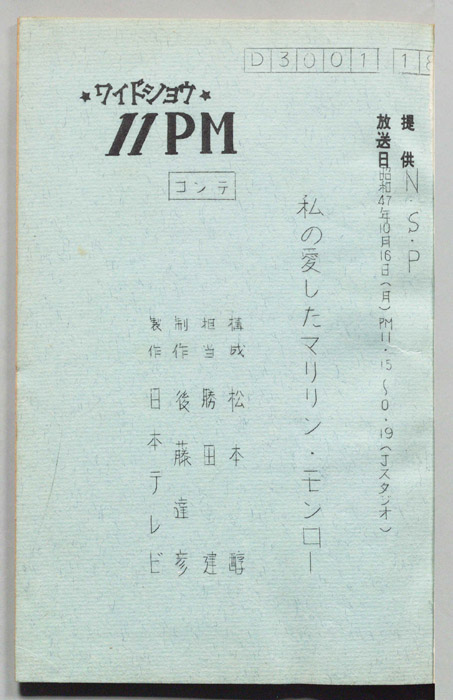 D3001 18
★ワイドショウ★
11PM
コンテ
提供 N.S.P
放送日 昭和47年10月16日(月)PM11・15〜0・19(Jスタジオ)
私の愛したマリリン・モンロー
構成 松本 醇
担当 勝田 建
制作 後藤達彦
製作 日本テレビ